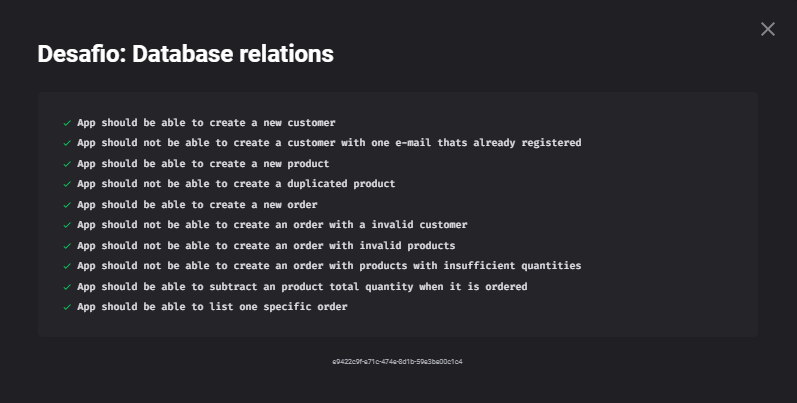 Desafio: Database relations
App should be able to create a new customer
App should not be able to create a customer with one e-mail thats already registered
App should be able to create a new product
App should not be able to create a duplicated product
App should be able to create a new order
App should not be able to create an order with a invalid customer
App should not be able to create an order with invalid products
App should not be able to create an order with products with insufficient quantities
App should be able to subtract an product total quantity when it is ordered
App should be able to list one specific order
e9422c9f-e71c-474e-8d1b-59e3be00c1c4